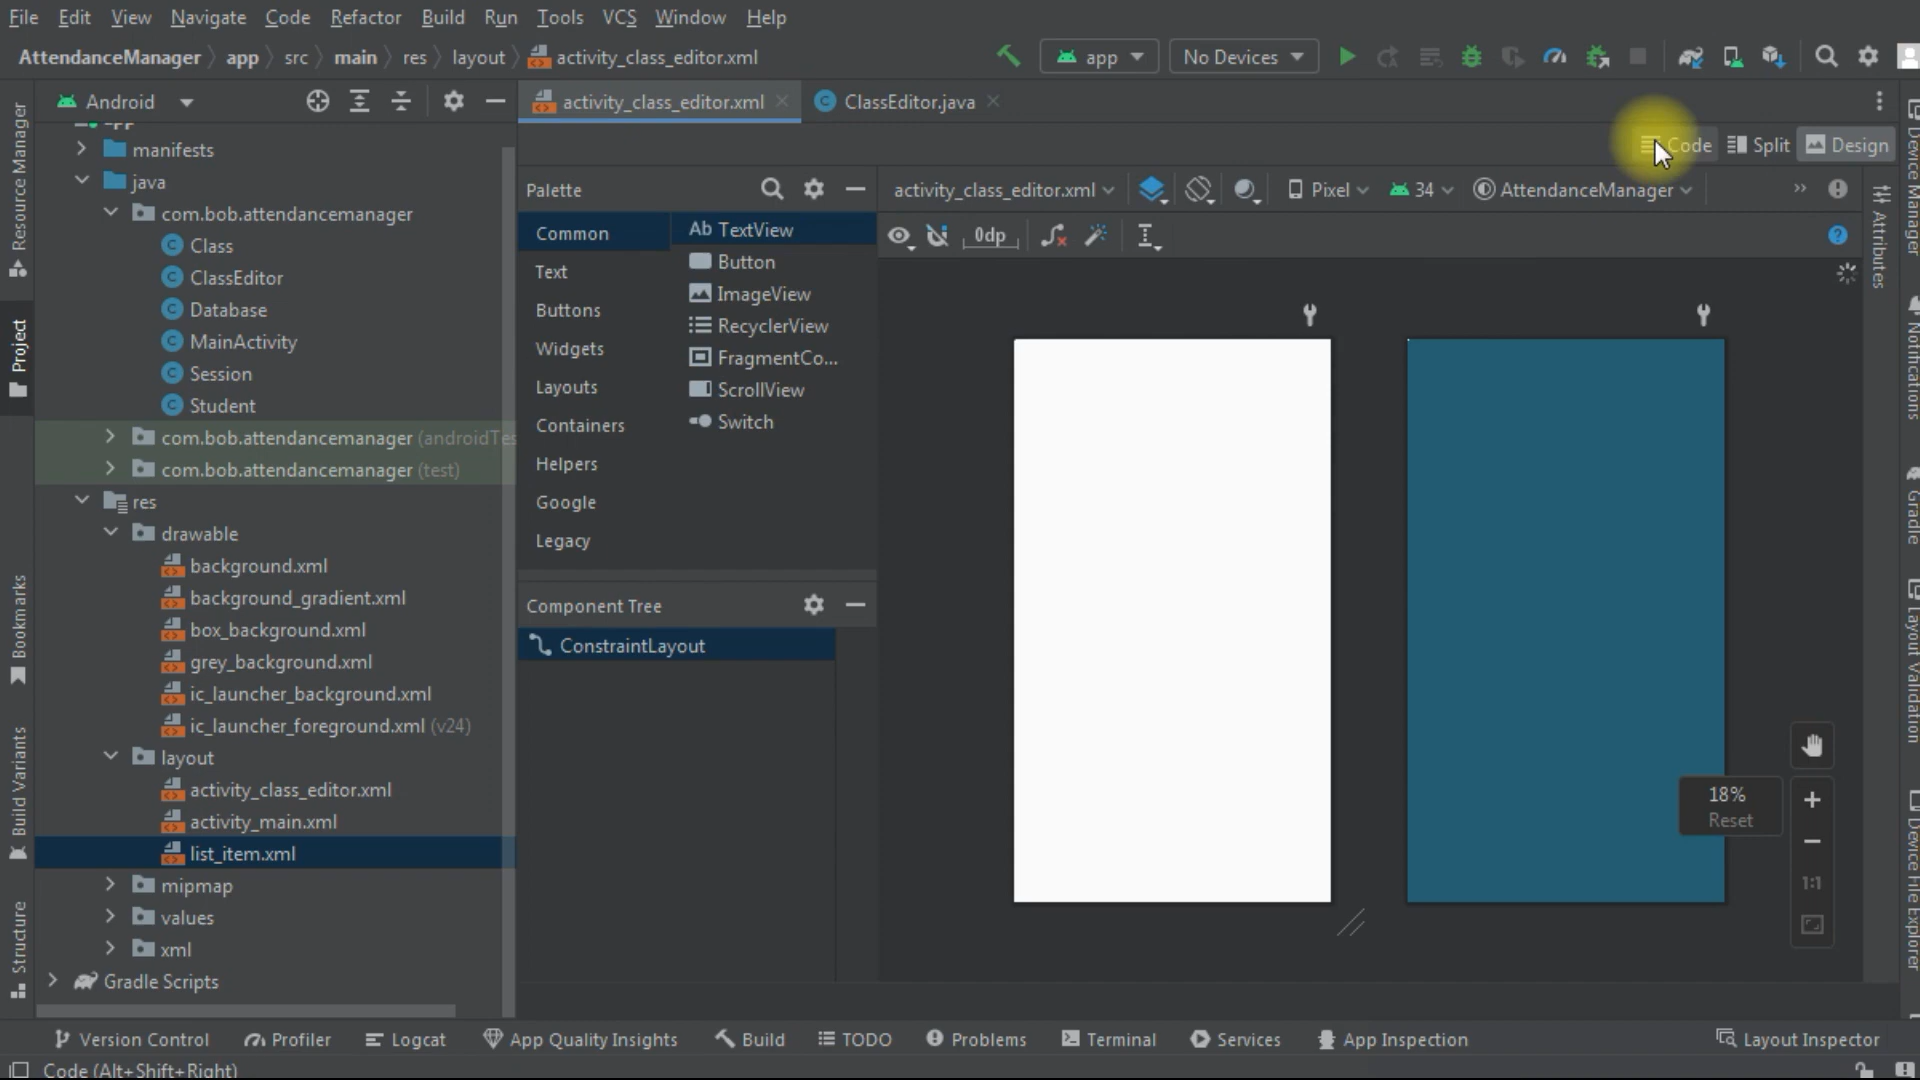 File Edit View Navigate Code Refactor Build Run Tools VCS Window Help
AttendanceManager app src main res layout activity_class_editor.xml app No Devices
Android activity_class_editor.xml ClassEditor.java
Code Split Design
Resource Manager
Project
Bookmarks
Build Variants
Structure
app
manifests
java
com.bob.attendancemanager
Class
ClassEditor
Database
MainActivity
Session
Student
com.bob.attendancemanager (androidTes
com.bob.attendancemanager (test)
res
drawable
background.xml
background_gradient.xml
box_background.xml
grey_background.xml
ic_launcher_background.xml
ic_launcher_foreground.xml (v24)
layout
activity_class_editor.xml
activity_main.xml
list_item.xml
mipmap
values
xml
Gradle Scripts
Palette
Common
Text
Buttons
Widgets
Layouts
Containers
Helpers
Google
Legacy
Ab TextView
Button
ImageView
RecyclerView
FragmentCo...
ScrollView
Switch
Component Tree
ConstraintLayout
activity_class_editor.xml Pixel 34 AttendanceManager
0dp
18%
Reset
1:1
Attributes
Device Manager
Notifications
Gradle
Layout Validation
Device File Explorer
Version Control Profiler Logcat App Quality Insights Build TODO Problems Terminal Services App Inspection Layout Inspector
Code (Alt+Shift+Right)